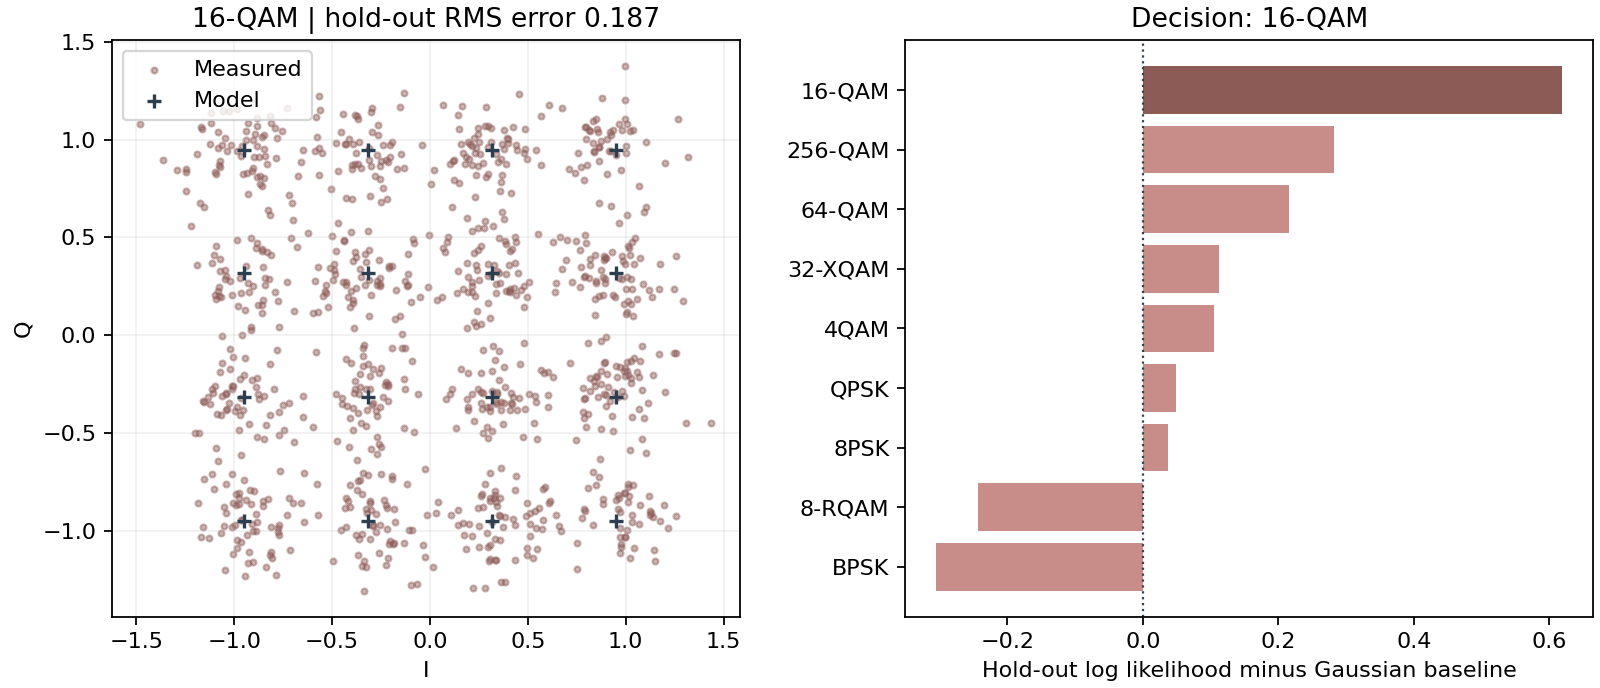 16-QAM | hold-out RMS error 0.187
Measured
Model
1.5
1.0
0.5
0.0
−0.5
−1.0
Q
−1.5
−1.0
−0.5
0.0
0.5
1.0
1.5
I
Decision: 16-QAM
16-QAM
256-QAM
64-QAM
32-XQAM
4QAM
QPSK
8PSK
8-RQAM
BPSK
−0.2
0.0
0.2
0.4
0.6
Hold-out log likelihood minus Gaussian baseline